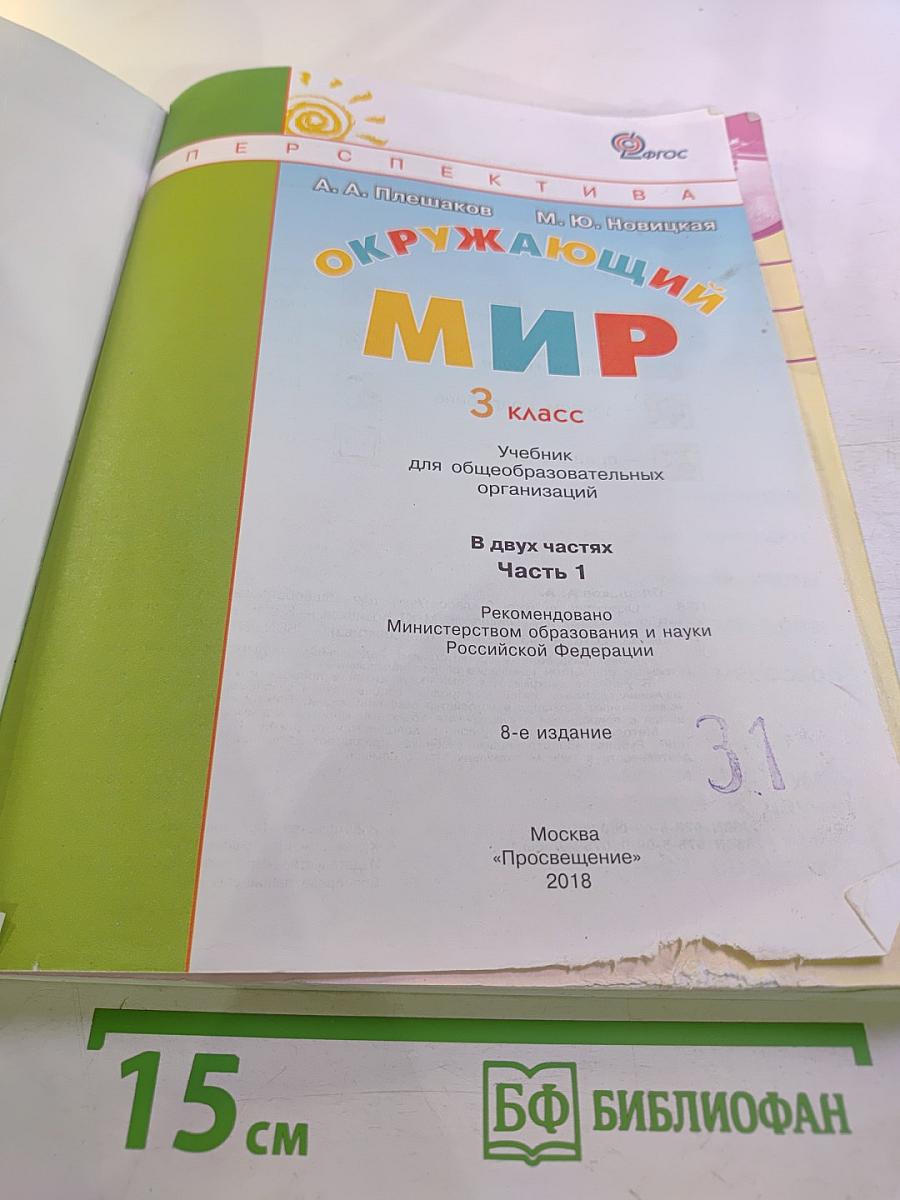 ФГОС
ПЕРСПЕКТИВА
А. А. Плешаков М. Ю. Новицкая
ОКРУЖАЮЩИЙ
МИР
3 класс
Учебник
для общеобразовательных
организаций
В двух частях
Часть 1
Рекомендовано
Министерством образования и науки
Российской Федерации
8-е издание
31
Москва
«Просвещение»
2018
15 см
БФ БИБЛИОФАН